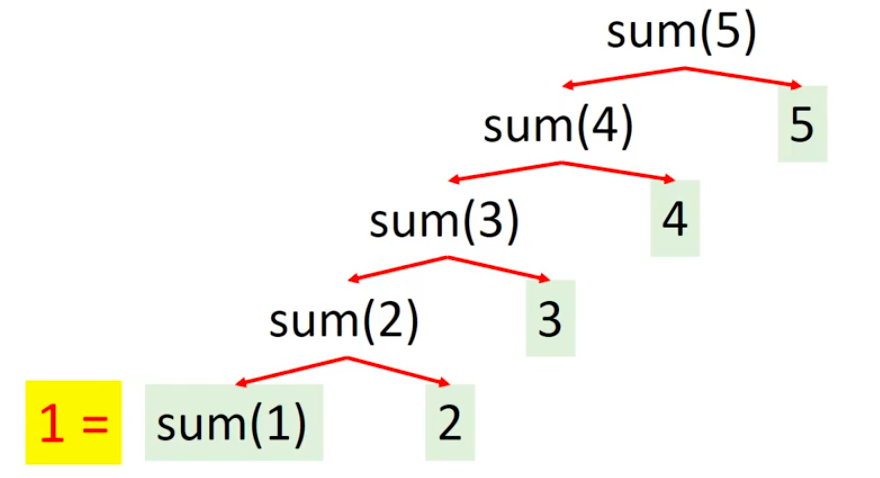 sum(5)
sum(4) 5
sum(3) 4
sum(2) 3
1 = sum(1) 2